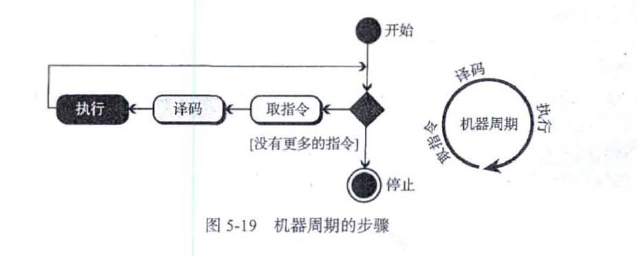 开始
执行
译码
取指令
[没有更多的指令]
停止
译码
执行
取指令
机器周期
图 5-19 机器周期的步骤